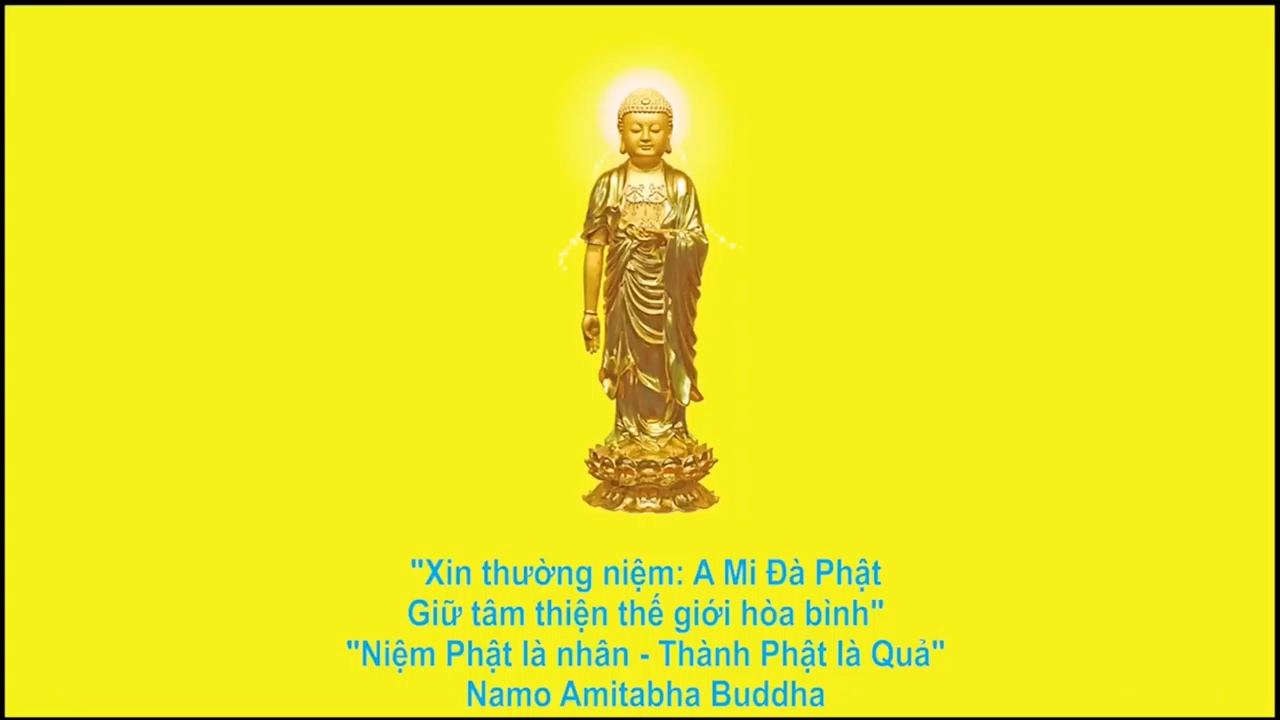 "Xin thường niệm: A Mi Đà Phật
Giữ tâm thiện thế giới hòa bình"
"Niệm Phật là nhân - Thành Phật là Quả"
Namo Amitabha Buddha